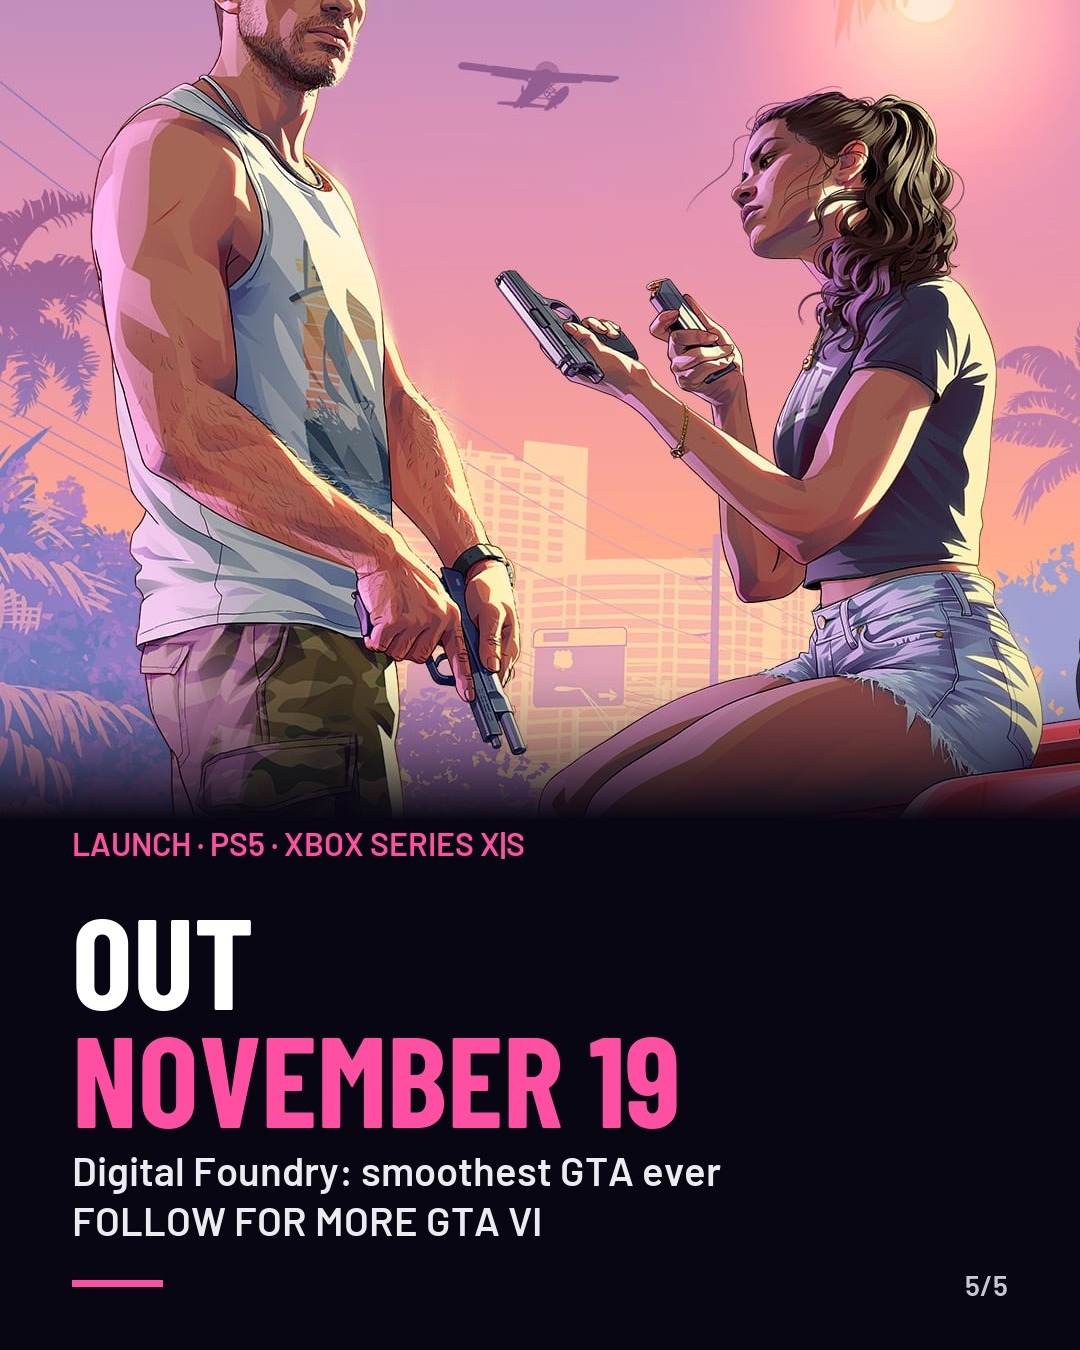 LAUNCH · PS5 · XBOX SERIES X|S
OUT
NOVEMBER 19
Digital Foundry: smoothest GTA ever
FOLLOW FOR MORE GTA VI
5/5